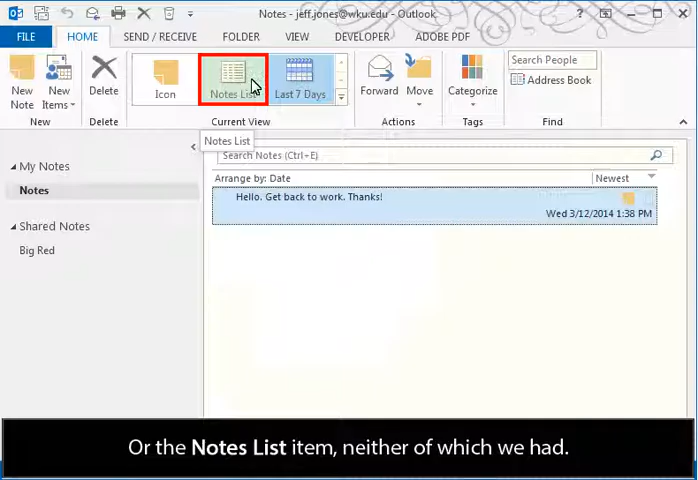 Notes - jeff.jones@wku.edu - Outlook
FILE HOME SEND / RECEIVE FOLDER VIEW DEVELOPER ADOBE PDF
New Note
New Items
Delete
Icon
Notes List
Last 7 Days
Forward
Move
Categorize
Search People
Address Book
New Delete Current View Actions Tags Find
Notes List
Search Notes (Ctrl+E)
My Notes
Notes
Shared Notes
Big Red
Arrange by: Date Newest
Hello. Get back to work. Thanks!
Wed 3/12/2014 1:38 PM
Or the Notes List item, neither of which we had.